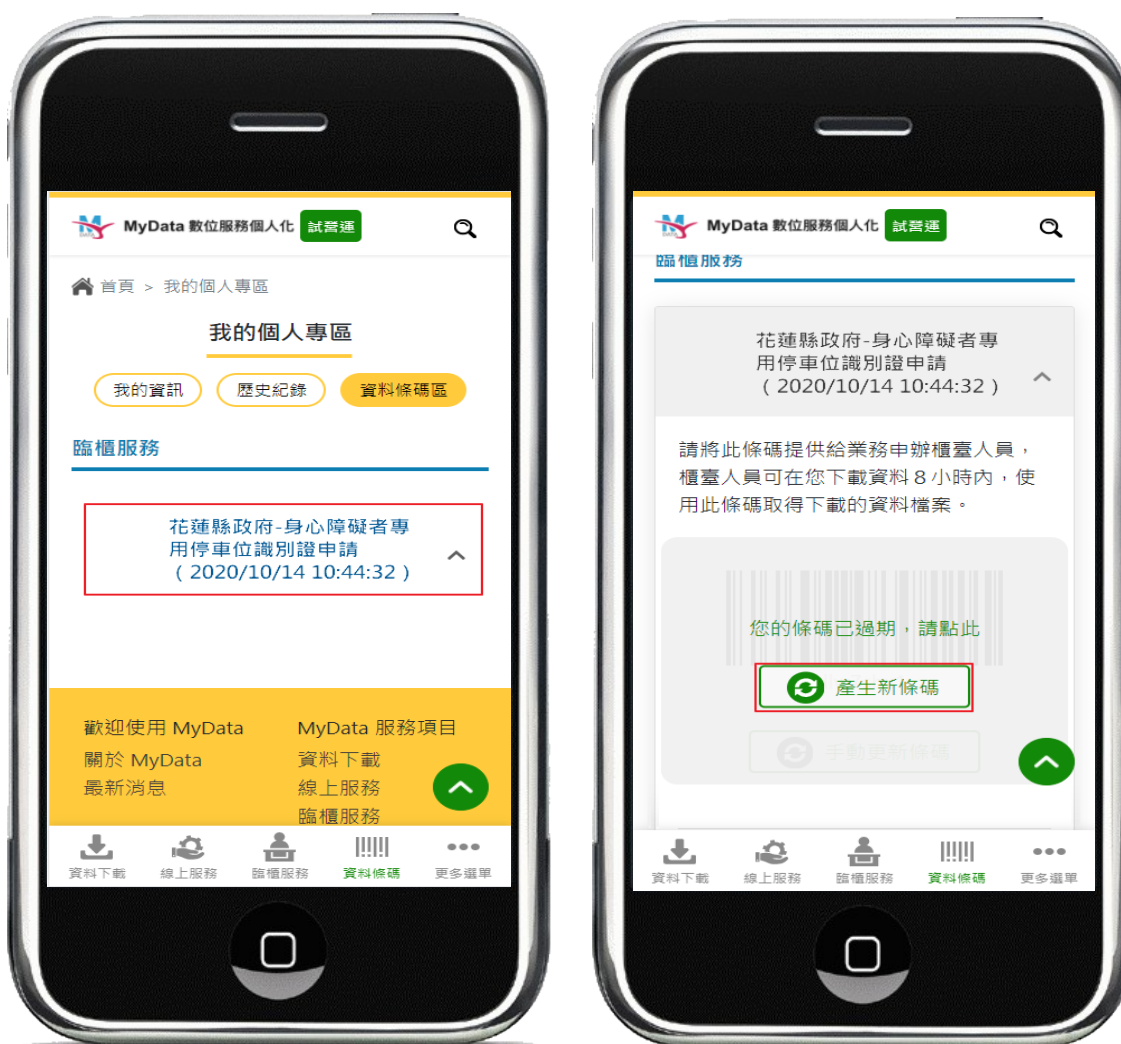 MyData 數位服務個人化 試營運
首頁 > 我的個人專區
我的個人專區
我的資訊 歷史紀錄 資料條碼區
臨櫃服務
花蓮縣政府-身心障礙者專
用停車位識別證申請
( 2020/10/14 10:44:32 )
歡迎使用 MyData MyData 服務項目
關於 MyData 資料下載
最新消息 線上服務
臨櫃服務
資料下載 線上服務 臨櫃服務 資料條碼 更多選單
MyData 數位服務個人化 試營運
臨櫃服務
花蓮縣政府-身心障礙者專
用停車位識別證申請
( 2020/10/14 10:44:32 )
請將此條碼提供給業務申辦櫃臺人員，
櫃臺人員可在您下載資料8小時內，使
用此條碼取得下載的資料檔案。
您的條碼已過期，請點此
產生新條碼
手動更新條碼
資料下載 線上服務 臨櫃服務 資料條碼 更多選單